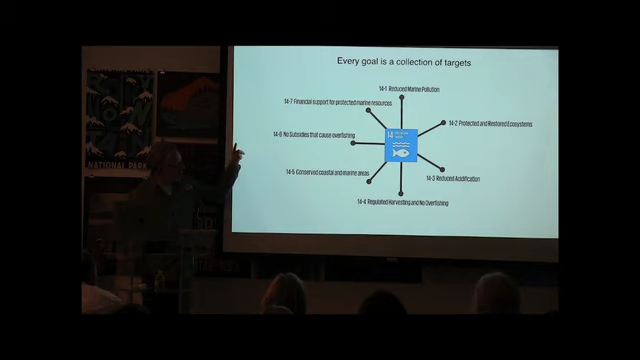 Every goal is a collection of targets
14-1 Reduced Marine Pollution
14-7 Financial support for protected marine resources
14-2 Protected and Restored Ecosystems
14-6 No Subsidies that cause overfishing
14
14-5 Conserved coastal and marine areas
14-3 Reduced Acidification
14-4 Regulated Harvesting and No Overfishing
NATIONAL PARK